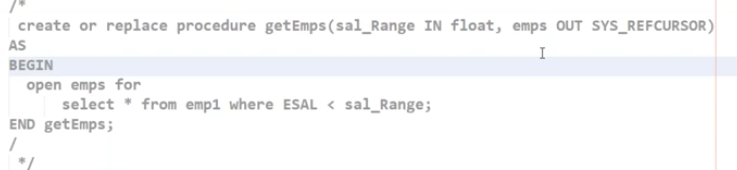 /*
create or replace procedure getEmps(sal_Range IN float, emps OUT SYS_REFCURSOR)
AS
BEGIN
open emps for
select * from emp1 where ESAL < sal_Range;
END getEmps;
/
*/